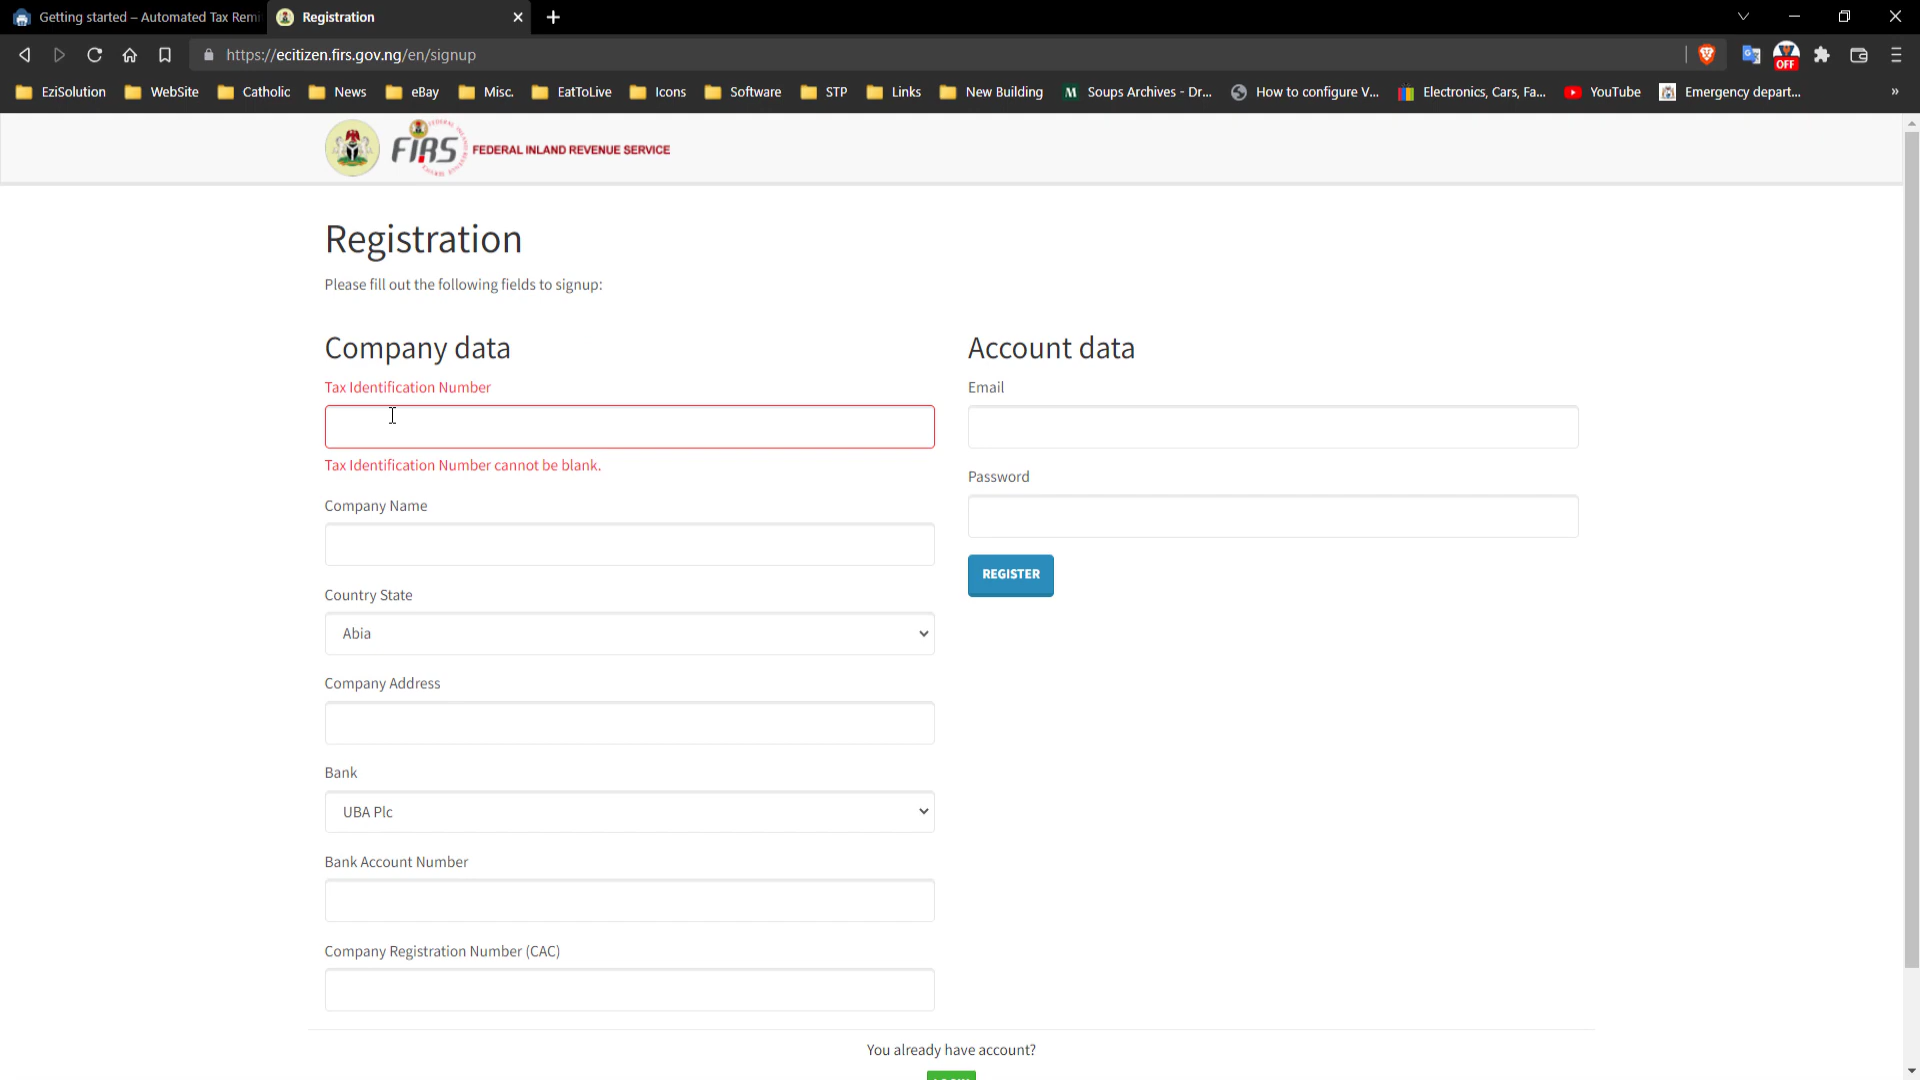 Getting started – Automated Tax Remi
Registration
https://ecitizen.firs.gov.ng/en/signup
OFF
EziSolution
WebSite
Catholic
News
eBay
Misc.
EatToLive
Icons
Software
STP
Links
New Building
Soups Archives - Dr...
How to configure V...
Electronics, Cars, Fa...
YouTube
Emergency depart...
FIRS
FEDERAL INLAND REVENUE SERVICE
Registration
Please fill out the following fields to signup:
Company data
Tax Identification Number
Tax Identification Number cannot be blank.
Company Name
Country State
Abia
Company Address
Bank
UBA Plc
Bank Account Number
Company Registration Number (CAC)
Account data
Email
Password
REGISTER
You already have account?